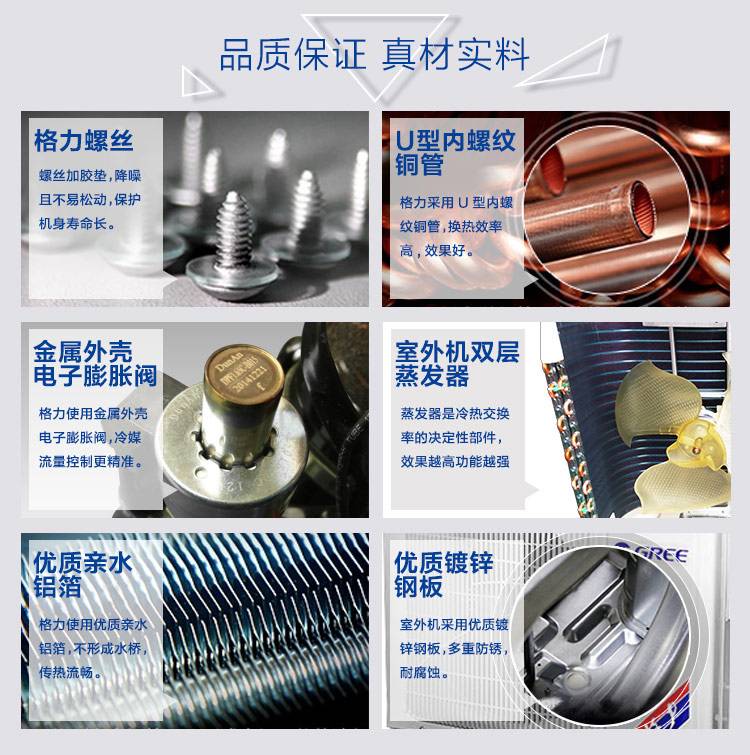 品质保证 真材实料
格力螺丝
螺丝加胶垫,降噪
且不易松动,保护
机身寿命长。
U型内螺纹
铜管
格力采用 U 型内螺
纹铜管,换热效率
高,效果好。
金属外壳
电子膨胀阀
格力使用金属外壳
电子膨胀阀,冷媒
流量控制更精准。
DunAn
20141221
室外机双层
蒸发器
蒸发器是冷热交换
率的决定性部件,
效果越高功能越强
优质亲水
铝箔
格力使用优质亲水
铝箔,不形成水桥,
传热流畅。
优质镀锌
钢板
室外机采用优质镀
锌钢板,多重防锈,
耐腐蚀。
GREE